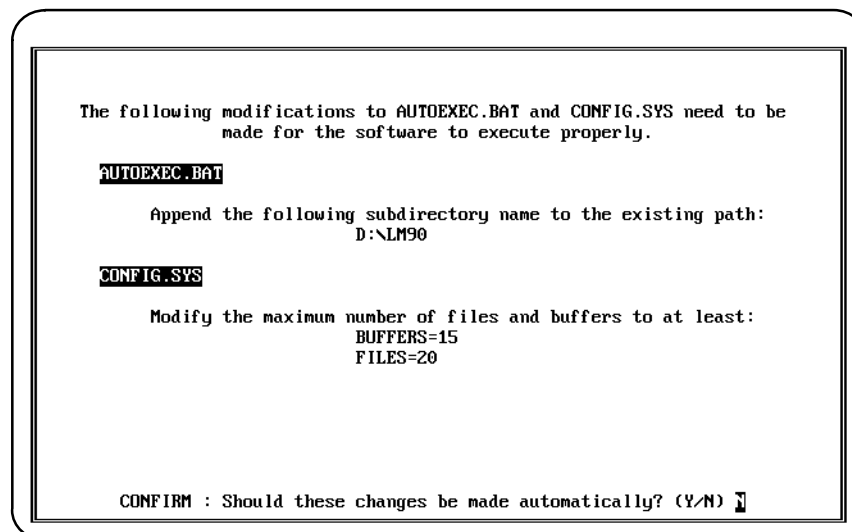 The following modifications to AUTOEXEC.BAT and CONFIG.SYS need to be
made for the software to execute properly.
AUTOEXEC.BAT
Append the following subdirectory name to the existing path:
D:\LM90
CONFIG.SYS
Modify the maximum number of files and buffers to at least:
BUFFERS=15
FILES=20
CONFIRM : Should these changes be made automatically? (Y/N) N